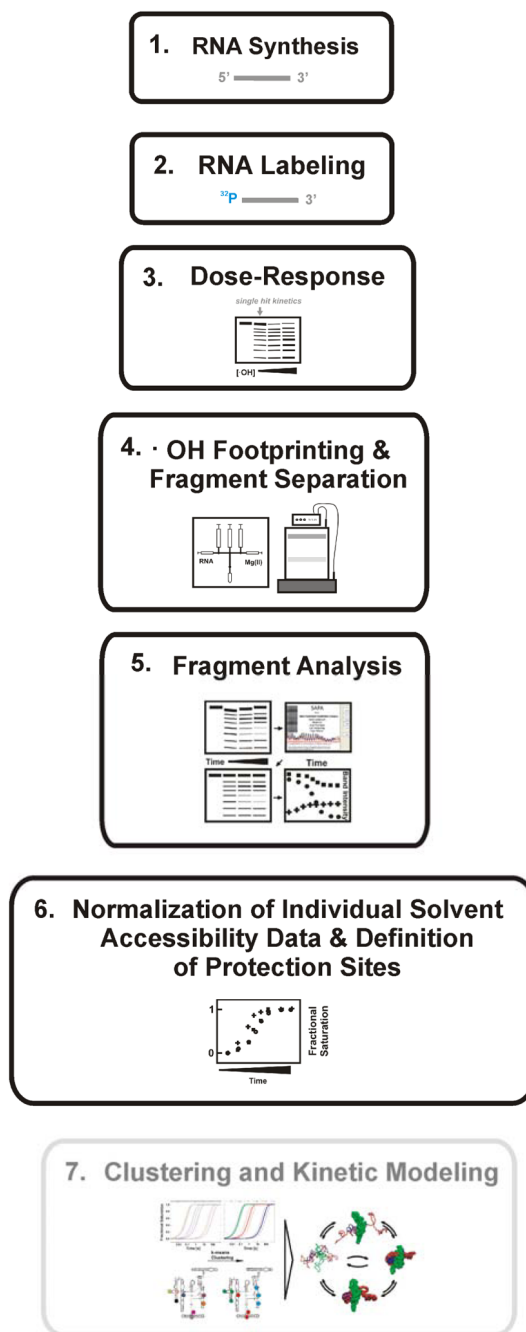 1. RNA Synthesis
5' 3'
2. RNA Labeling
32P 3'
3. Dose-Response
single hit kinetics
[·OH]
4. · OH Footprinting &
Fragment Separation
RNA Mg(II)
5. Fragment Analysis
SAFA
Time Time
Band Intensity
6. Normalization of Individual Solvent
Accessibility Data & Definition
of Protection Sites
1
0
Fractional
Saturation
Time
7. Clustering and Kinetic Modeling
Fractional Saturation
Time [s] Time [s]
k-means
Clustering